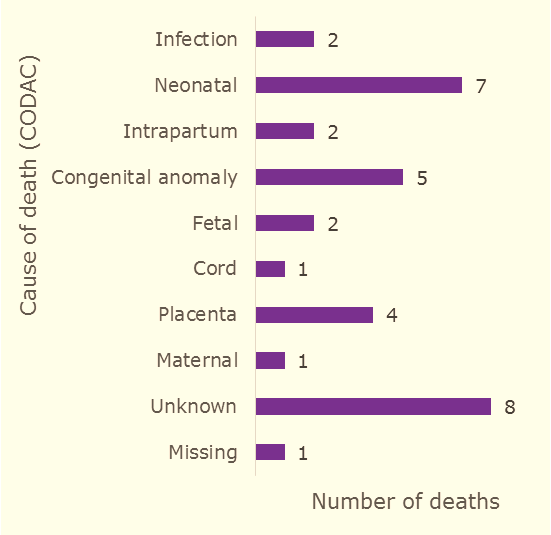 Cause of death (CODAC)
Infection 2
Neonatal 7
Intrapartum 2
Congenital anomaly 5
Fetal 2
Cord 1
Placenta 4
Maternal 1
Unknown 8
Missing 1
Number of deaths